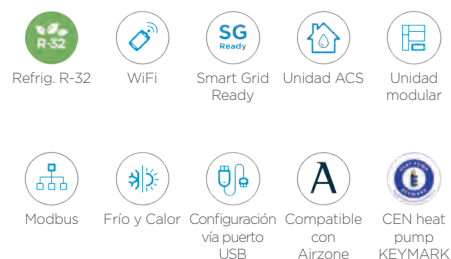 R-32
SG
Ready
Refrig. R-32
WiFi
Smart Grid
Ready
Unidad ACS
Unidad
modular
A
Modbus
Frío y Calor
Configuración
vía puerto
USB
Compatible
con
Airzone
CEN heat
pump
KEYMARK